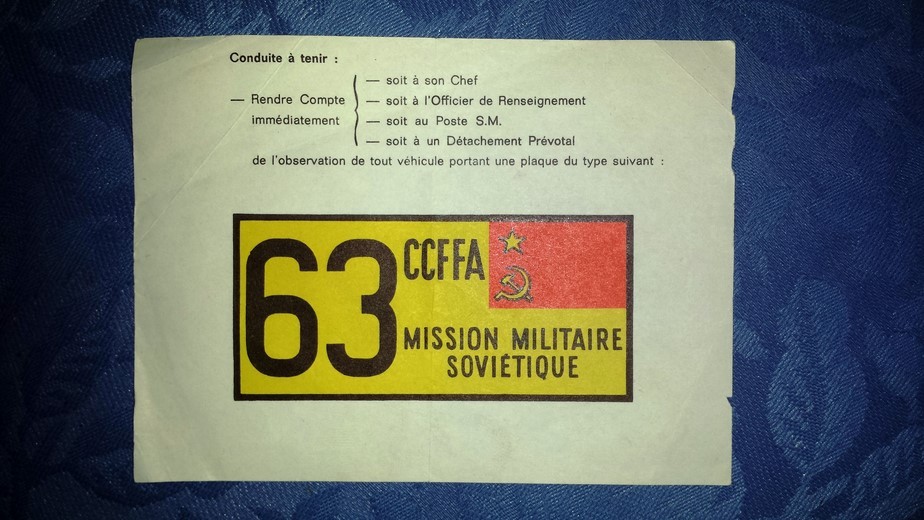 Conduite à tenir :
— soit à son Chef
— Rendre Compte — soit à l'Officier de Renseignement
immédiatement — soit au Poste S.M.
— soit à un Détachement Prévotal
de l'observation de tout véhicule portant une plaque du type suivant :
63 CCFFA
MISSION MILITAIRE
SOVIÉTIQUE